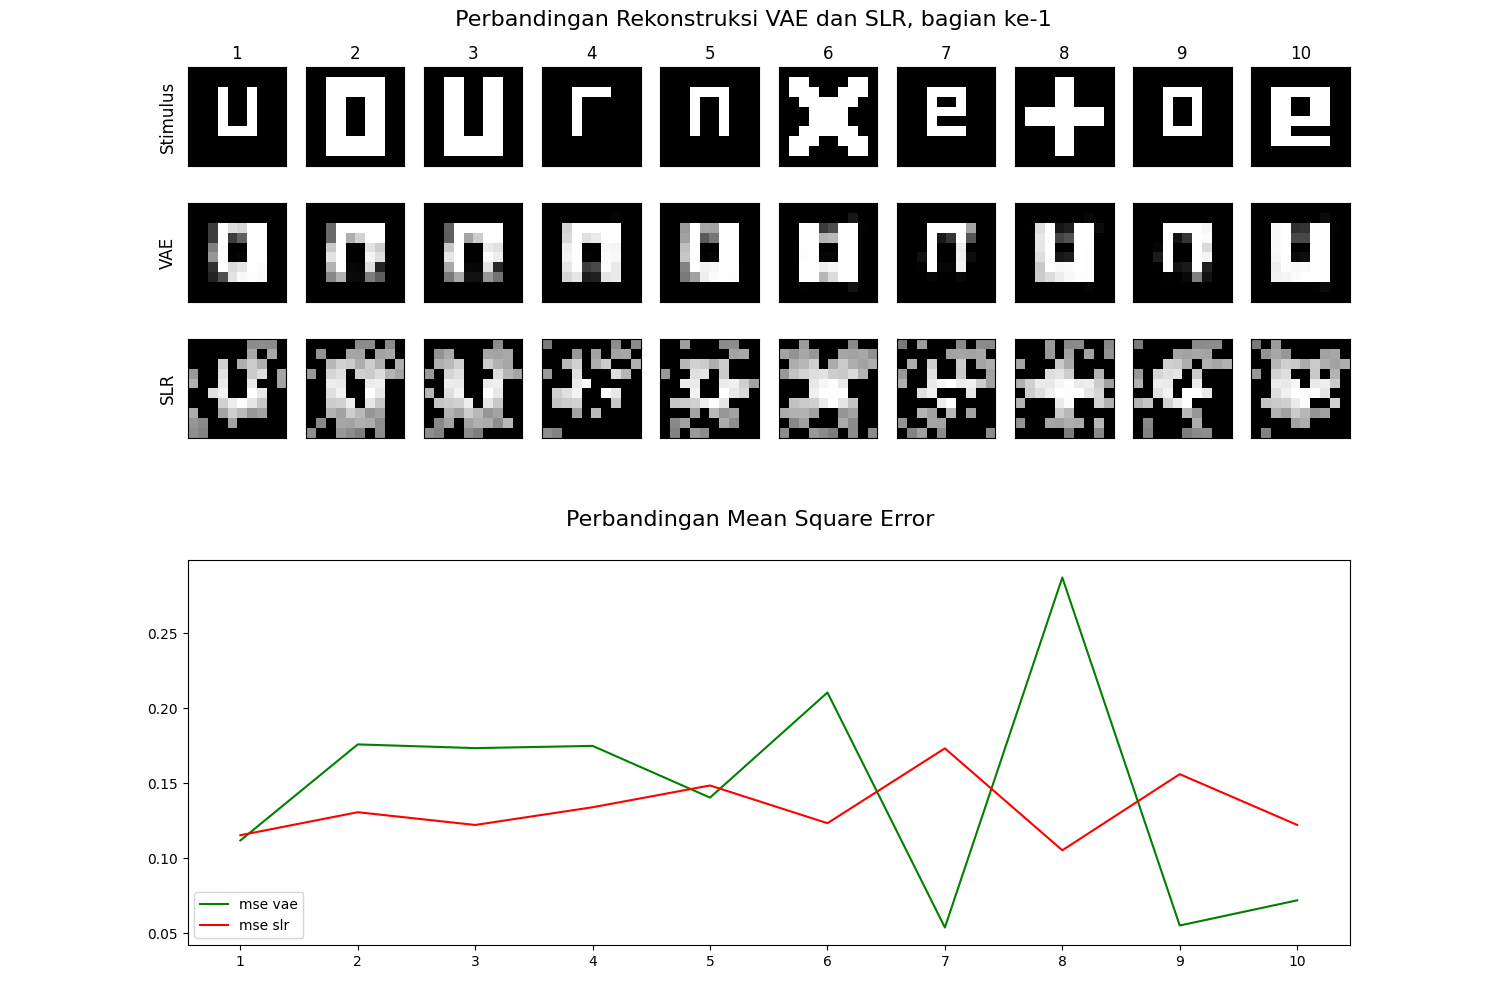 Perbandingan Rekonstruksi VAE dan SLR, bagian ke-1
1 2 3 4 5 6 7 8 9 10
Stimulus
u o u r n x e + o e
VAE
SLR
Perbandingan Mean Square Error
0.25
0.20
0.15
0.10
0.05
mse vae
mse slr
1 2 3 4 5 6 7 8 9 10